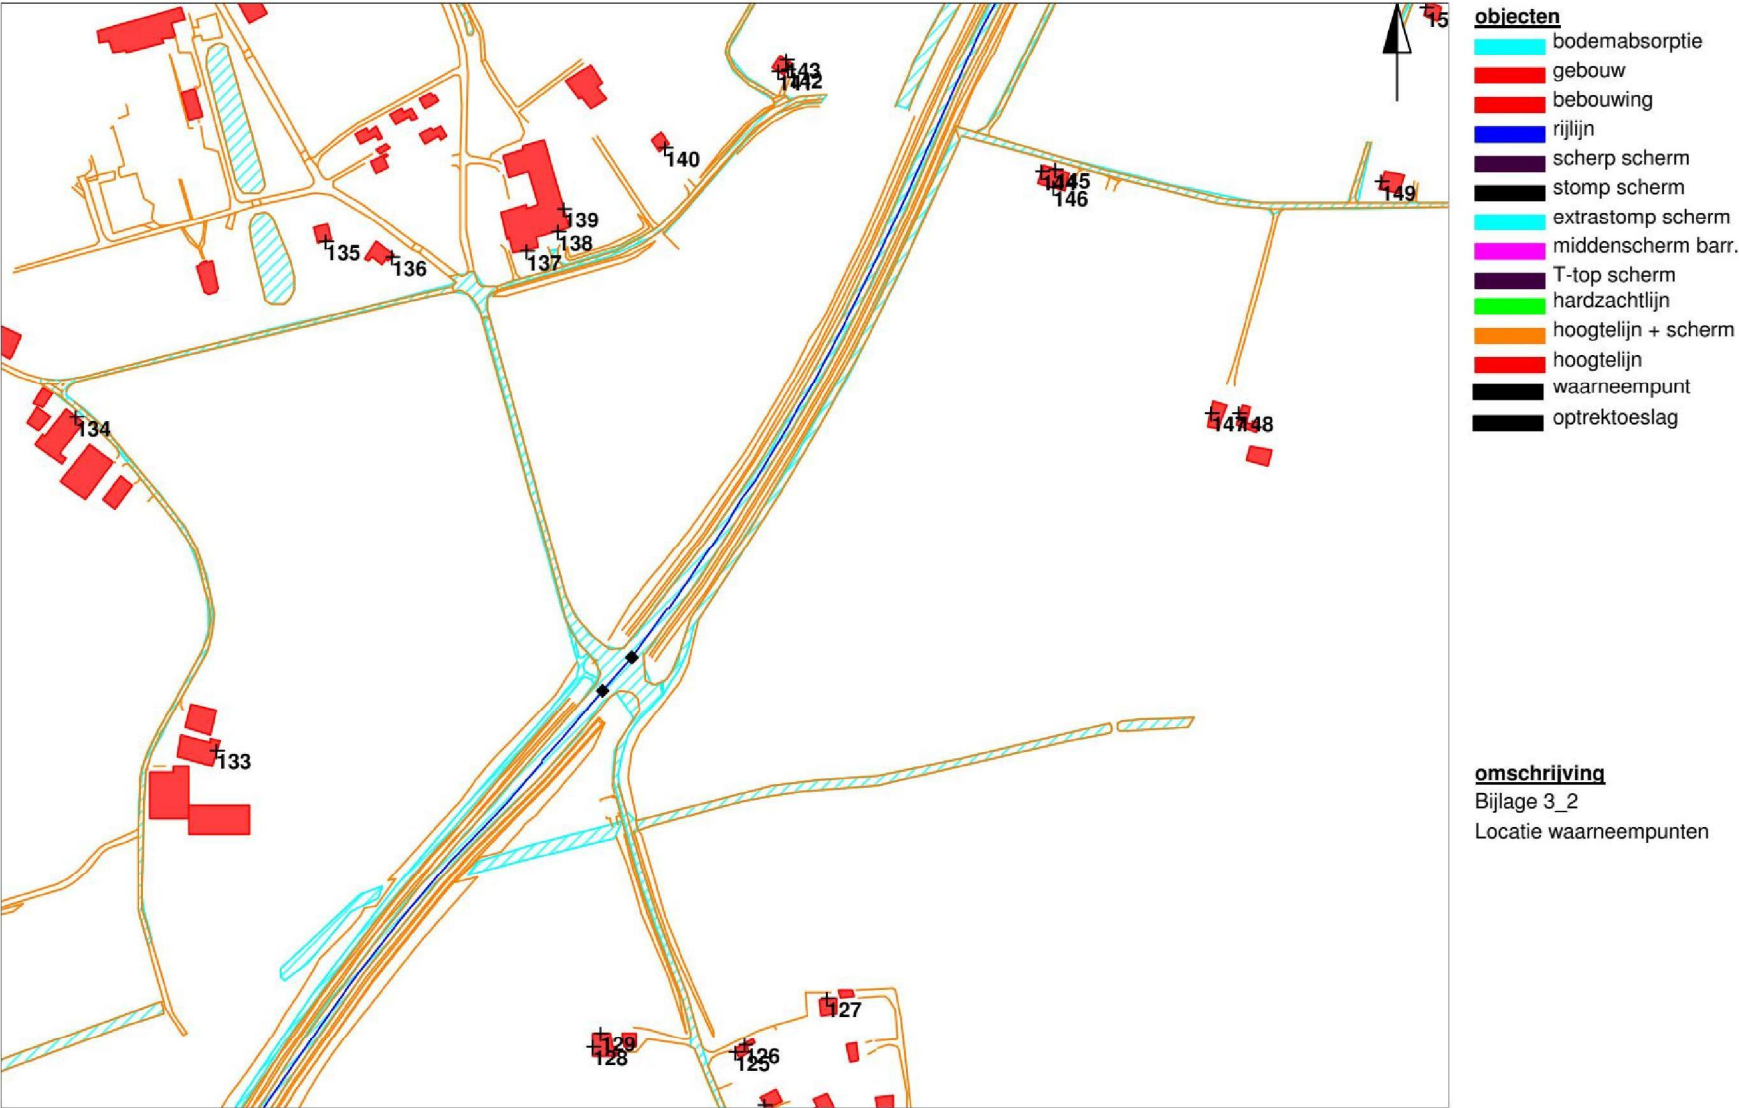 objecten
bodemabsorptie
gebouw
bebouwing
rijlijn
scherp scherm
stomp scherm
extrastomp scherm
middenscherm barr.
T-top scherm
hardzachtlijn
hoogtelijn + scherm
hoogtelijn
waarneempunt
optrektoeslag
omschrijving
Bijlage 3_2
Locatie waarneempunten
15
143
142
140
145
146
149
139
138
137
135
136
147
148
134
133
127
129
128
126
125